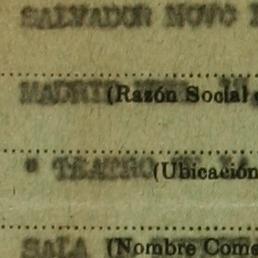 SALVADOR NOVO
MADRID (Razón Social
" TEATRO (Ubicación
SALA (Nombre Come